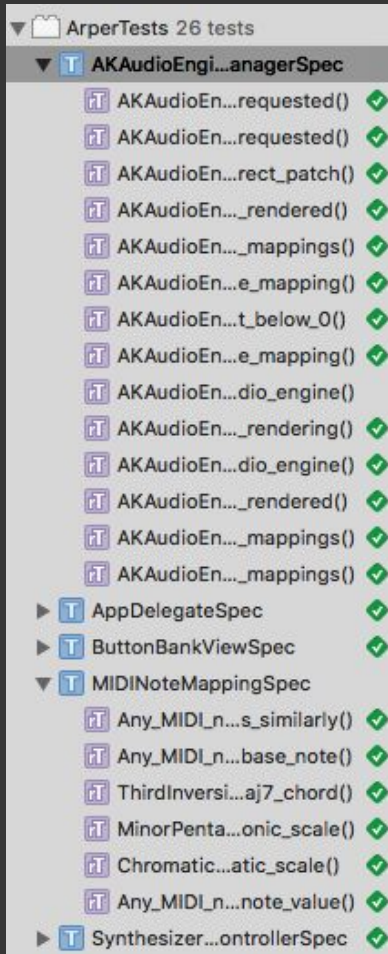 ArperTests 26 tests
T AKAudioEngi...anagerSpec
T AKAudioEn...requested()
T AKAudioEn...requested()
T AKAudioEn...rect_patch()
T AKAudioEn..._rendered()
T AKAudioEn..._mappings()
T AKAudioEn...e_mapping()
T AKAudioEn...t_below_0()
T AKAudioEn...e_mapping()
T AKAudioEn...dio_engine()
T AKAudioEn..._rendering()
T AKAudioEn...dio_engine()
T AKAudioEn..._rendered()
T AKAudioEn..._mappings()
T AKAudioEn..._mappings()
T AppDelegateSpec
T ButtonBankViewSpec
T MIDINoteMappingSpec
T Any_MIDI_n...s_similarly()
T Any_MIDI_n...base_note()
T ThirdInversi...aj7_chord()
T MinorPenta...onic_scale()
T Chromatic...atic_scale()
T Any_MIDI_n...note_value()
T Synthesizer...ontrollerSpec